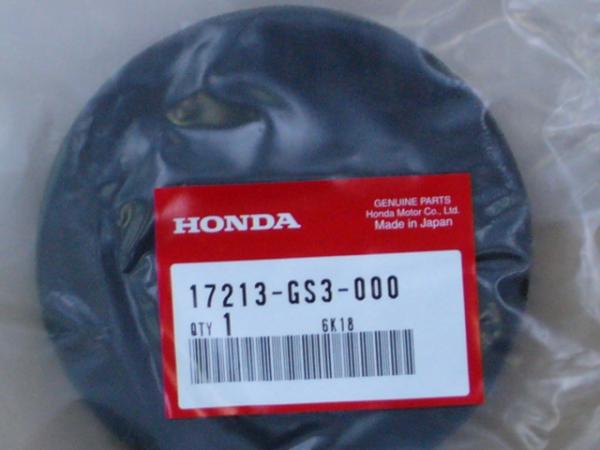 GENUINE PARTS
HONDA Honda Motor Co., Ltd.
Made in Japan
17213-GS3-000
QTY 1 6K18